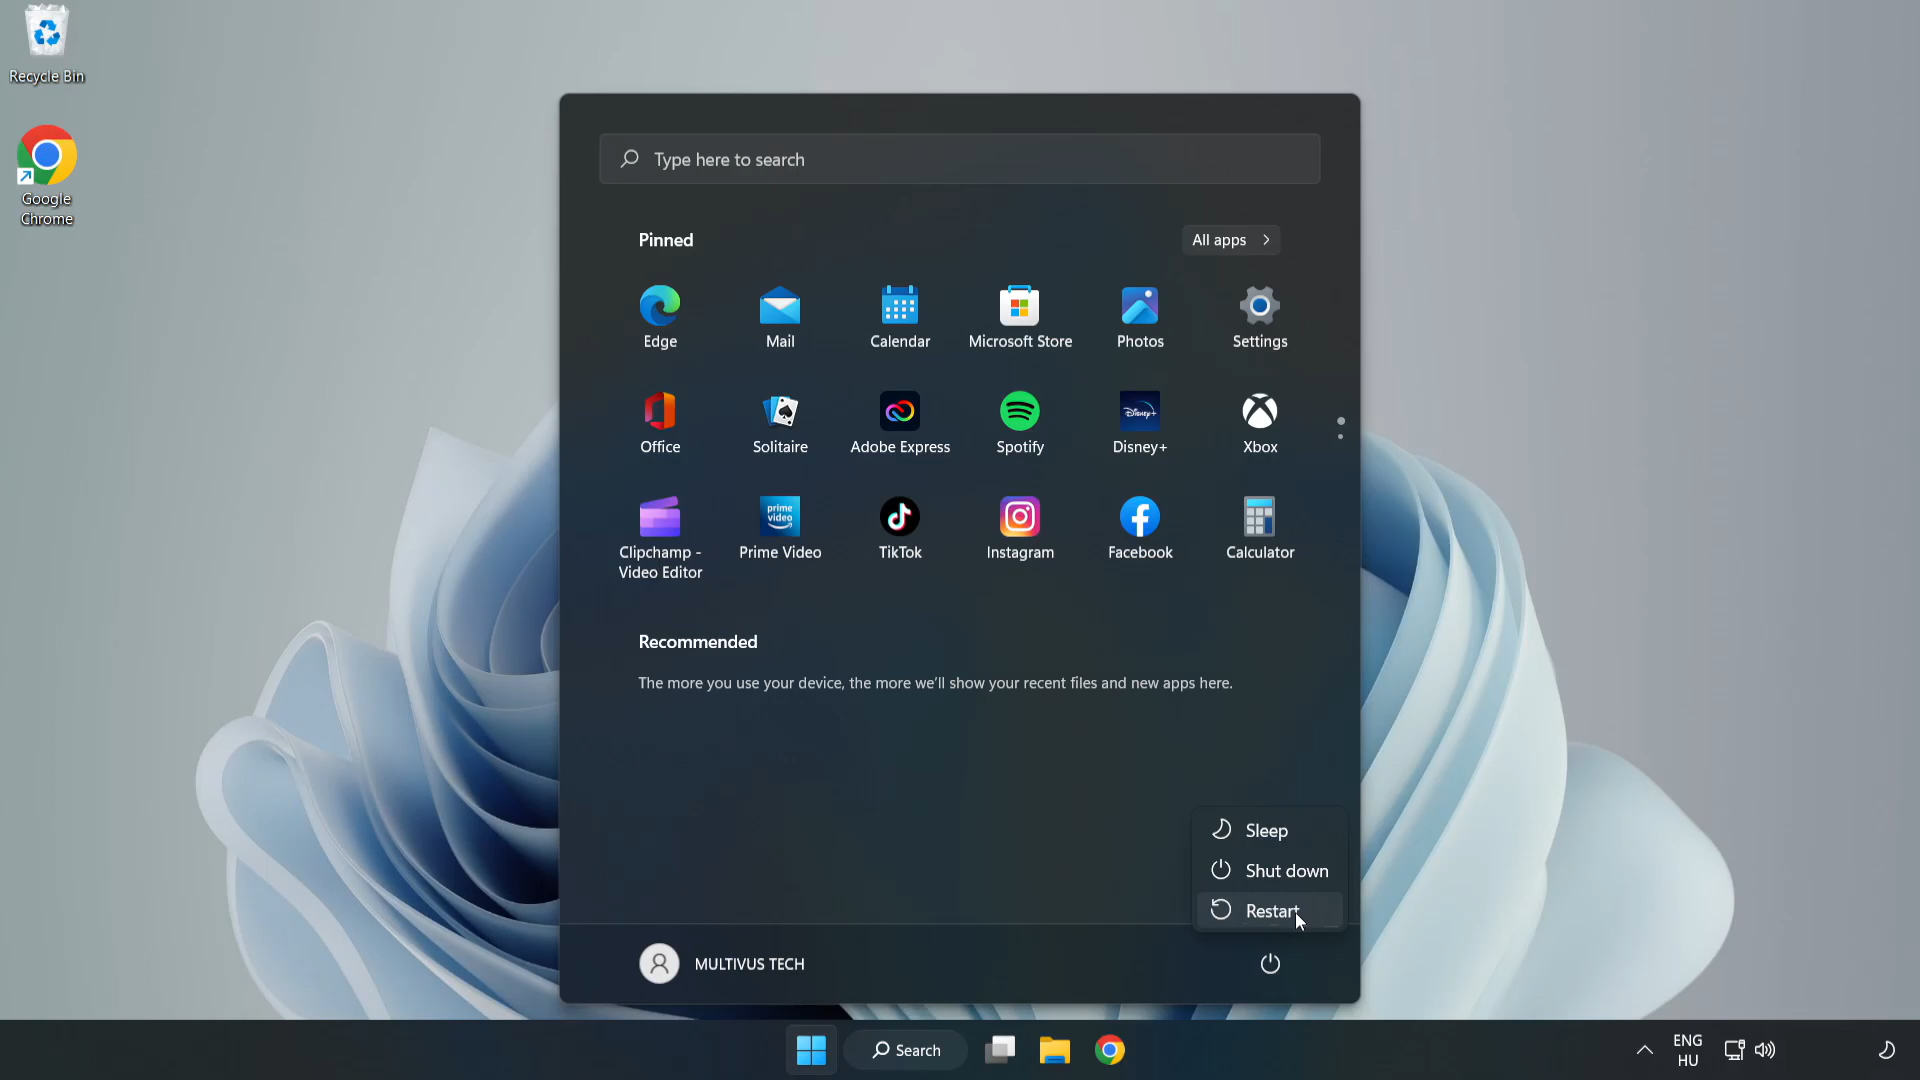 Recycle Bin
Google
Chrome
Type here to search
Pinned
All apps
Edge
Mail
Calendar
Microsoft Store
Photos
Settings
Office
Solitaire
Adobe Express
Spotify
Disney+
Disney+
Xbox
prime
video
Clipchamp -
Video Editor
Prime Video
TikTok
Instagram
Facebook
Calculator
Recommended
The more you use your device, the more we'll show your recent files and new apps here.
Sleep
Shut down
Restart
MULTIVUS TECH
Search
ENG
HU